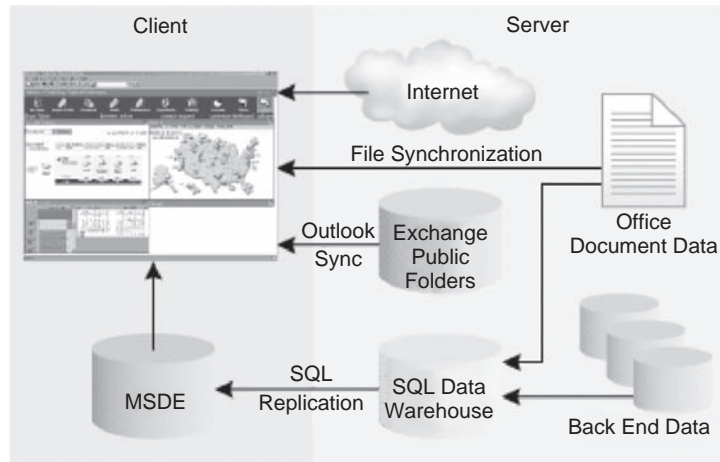 Client
Server
Internet
File Synchronization
Outlook
Sync
Exchange
Public
Folders
Office
Document Data
MSDE
SQL
Replication
SQL Data
Warehouse
Back End Data